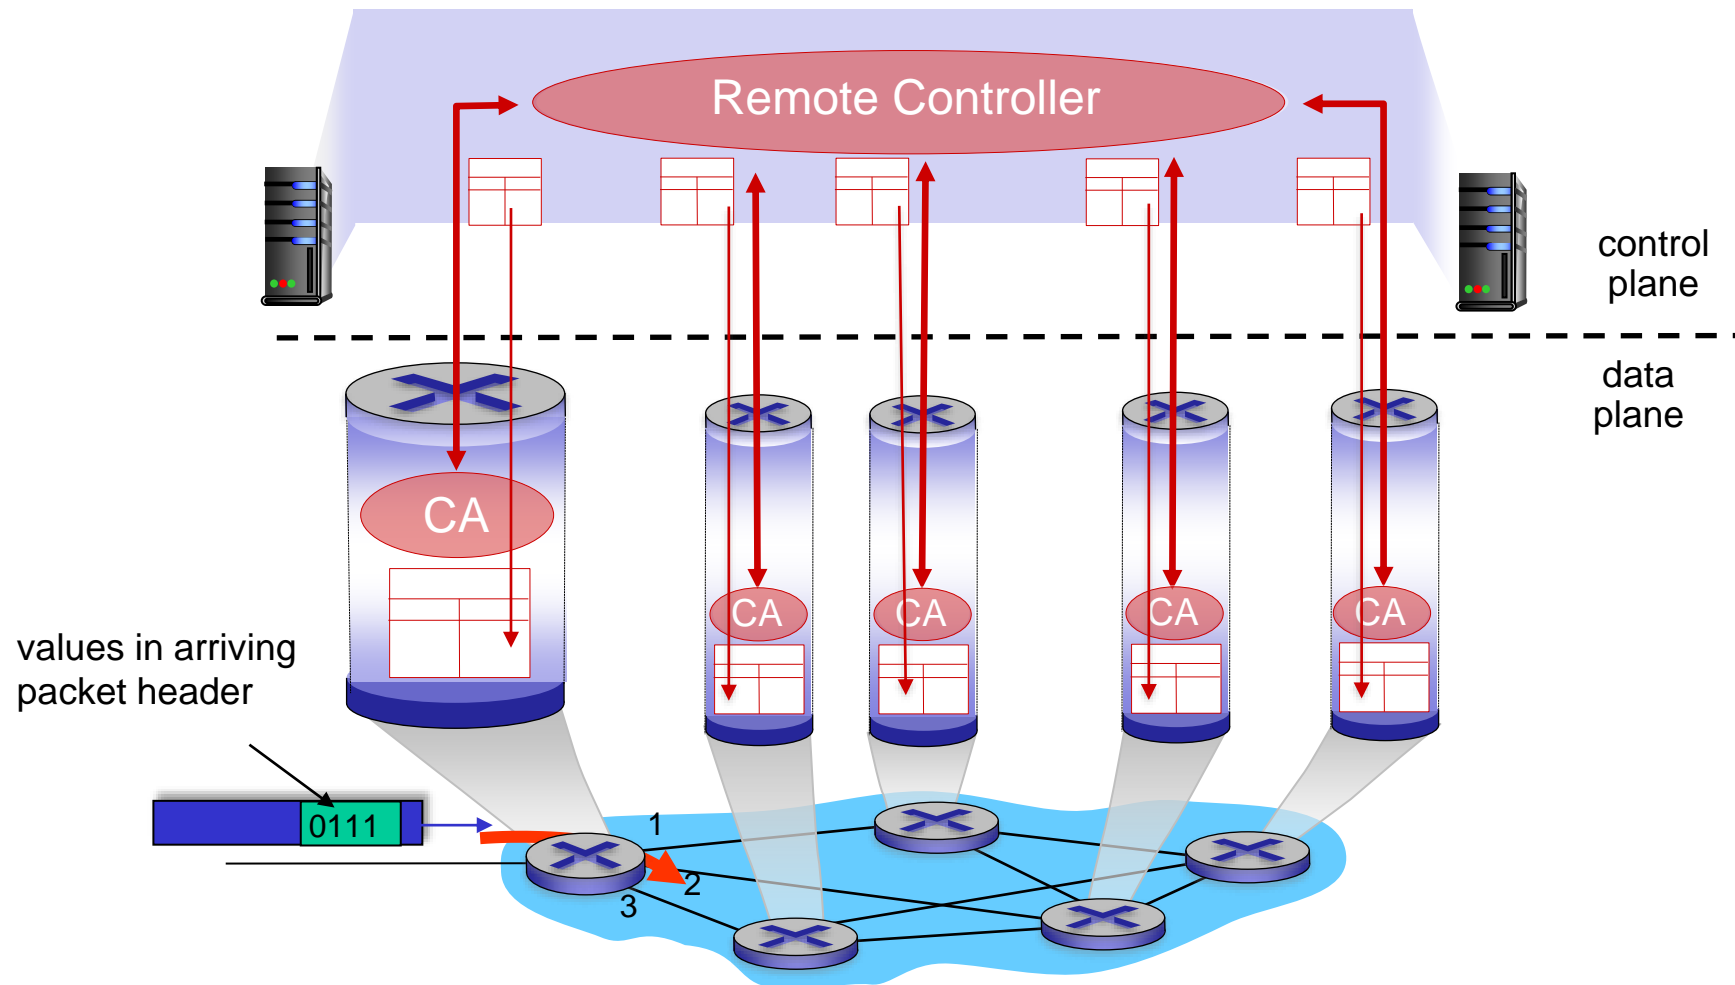 Remote Controller
control
plane
data
plane
CA
CA
CA
CA
CA
values in arriving
packet header
0111
1
2
3